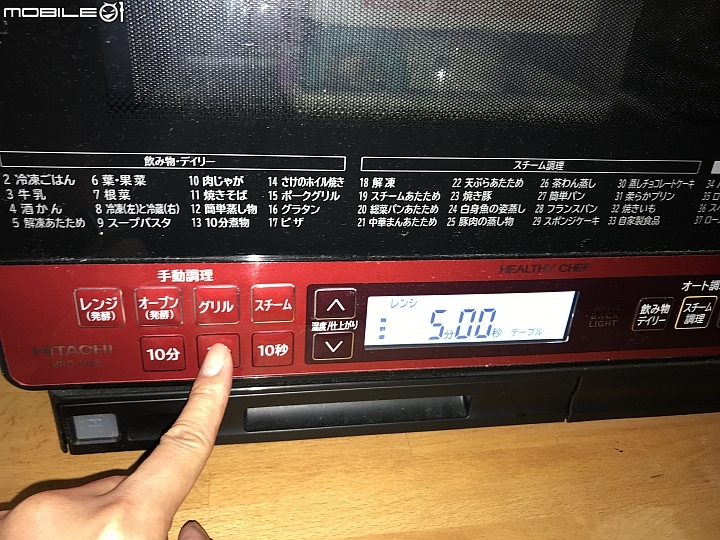 MOBILE01
飲み物・デイリー
スチーム調理
2 冷凍ごはん 6 葉・果菜 10 肉じゃが 14 さけのホイル焼き
3 牛乳 7 根菜 11 焼きそば 15 ポークグリル
4 酒かん 8 冷凍(左)と冷蔵(右) 12 簡単蒸し物 16 グラタン
5 解凍あたため 9 スープパスタ 13 10分煮物 17 ピザ
18 解凍 22 天ぷらあたため 26 茶わん蒸し 30 蒸しチョコレートケーキ 34
19 スチームあたため 23 焼き豚 27 簡単パン 31 柔らかプリン 35
20 総菜パンあたため 24 白身魚の姿蒸し 28 フランスパン 32 焼きいも 36
21 中華まんあたため 25 豚肉の蒸し物 29 スポンジケーキ 33 自家製食品 37
手動調理
HEALTHY CHEF
オート調
レンジ(発酵) オーブン(発酵) グリル スチーム
温度/仕上がり
レンジ
5分00秒 テーブル
BACK LIGHT
飲み物 デイリー
スチーム調理
HITACHI
10分 10秒